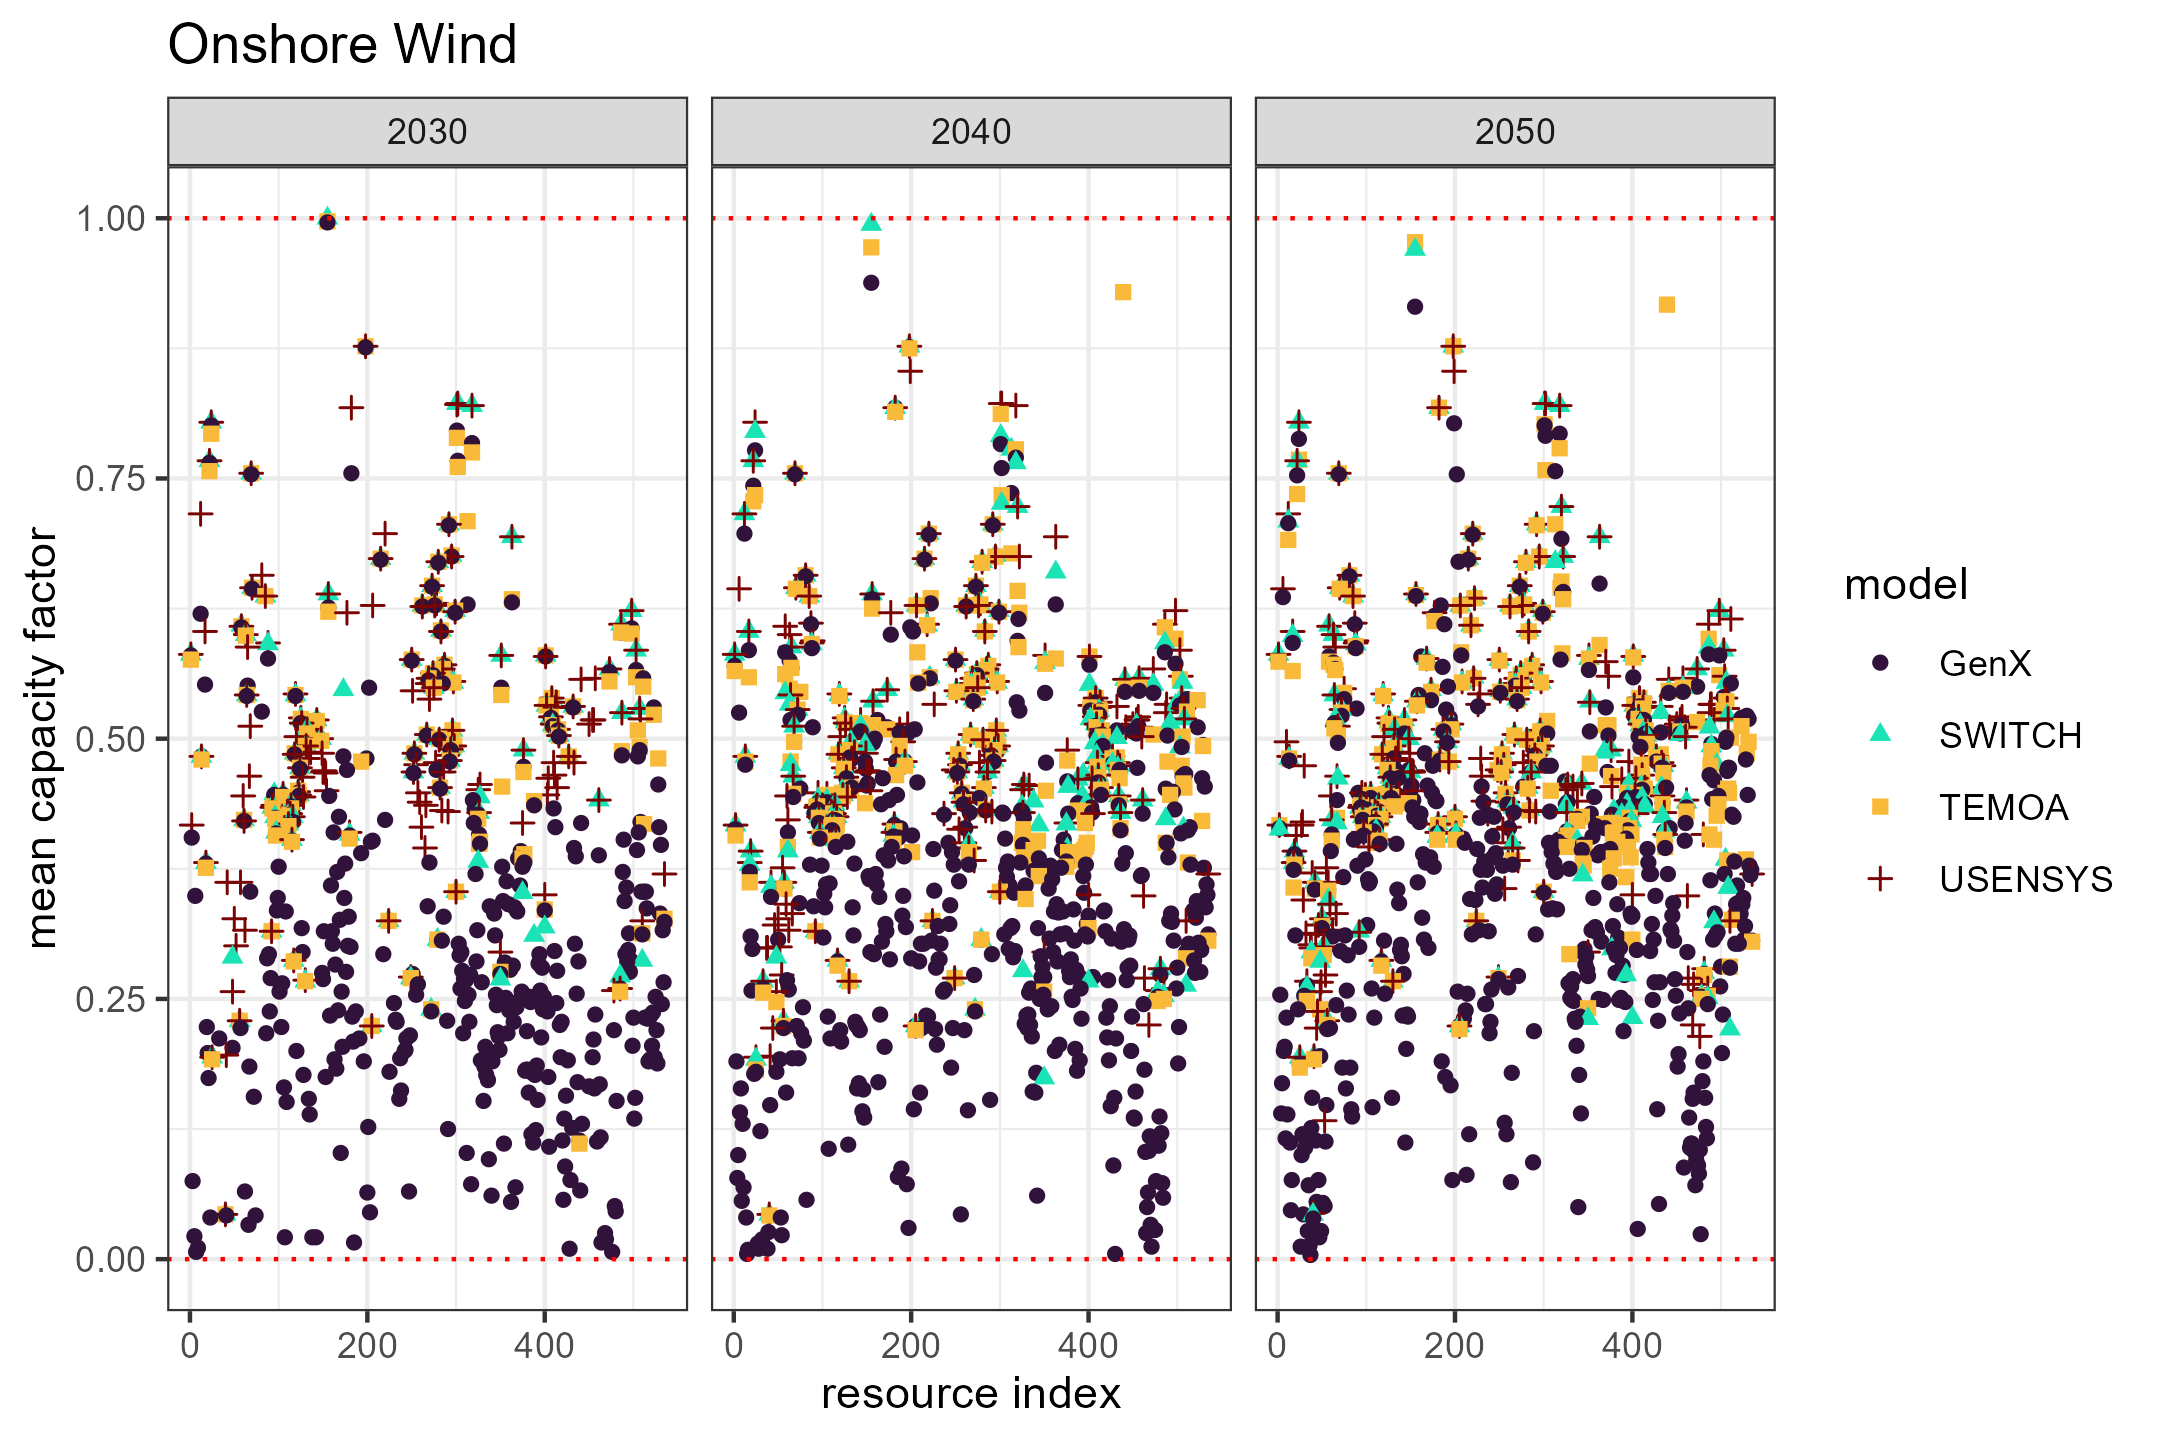 Onshore Wind
2030 2040 2050
mean capacity factor
1.00
0.75
0.50
0.25
0.00
0 200 400 0 200 400 0 200 400
resource index
model
GenX
SWITCH
TEMOA
USENSYS